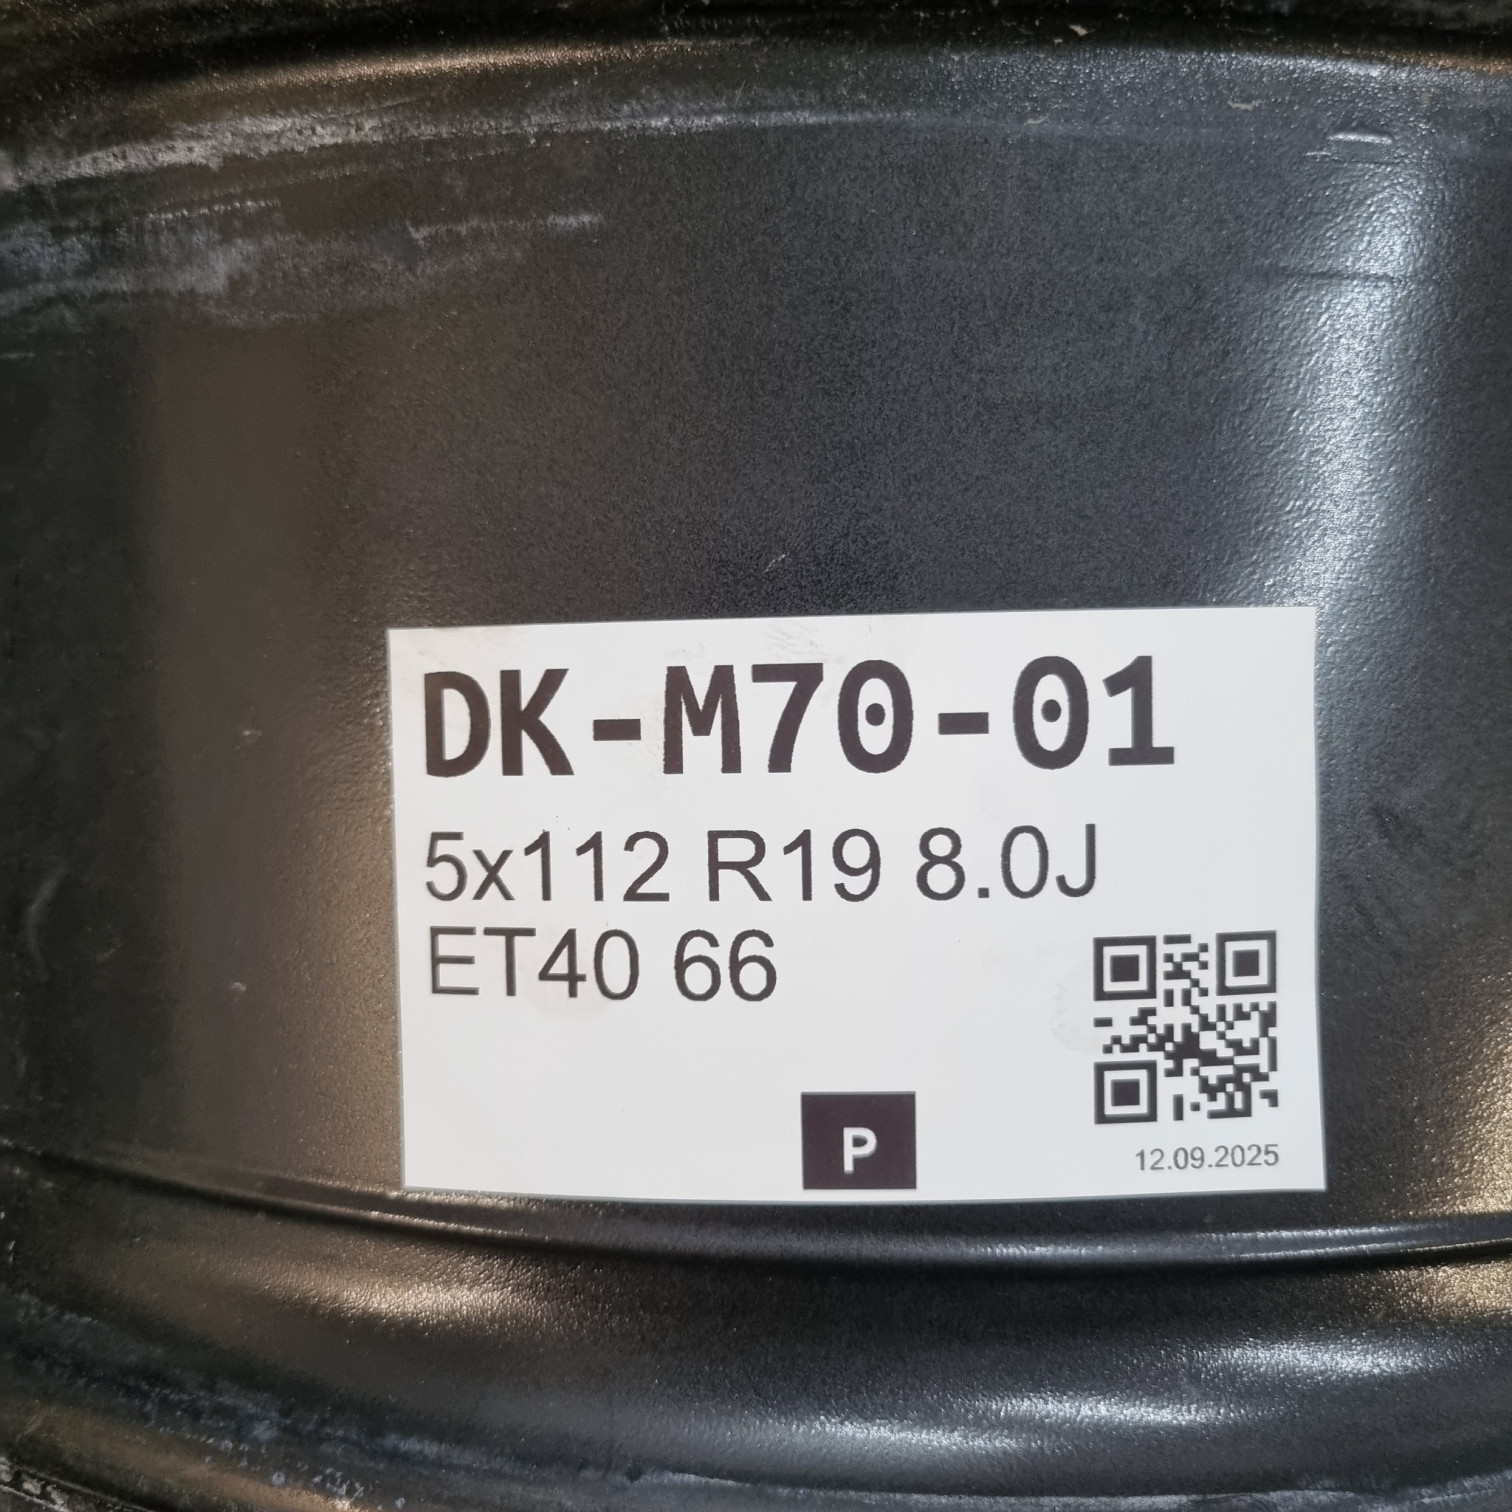 DK-M70-01
5x112 R19 8.0J
ET40 66
P
12.09.2025